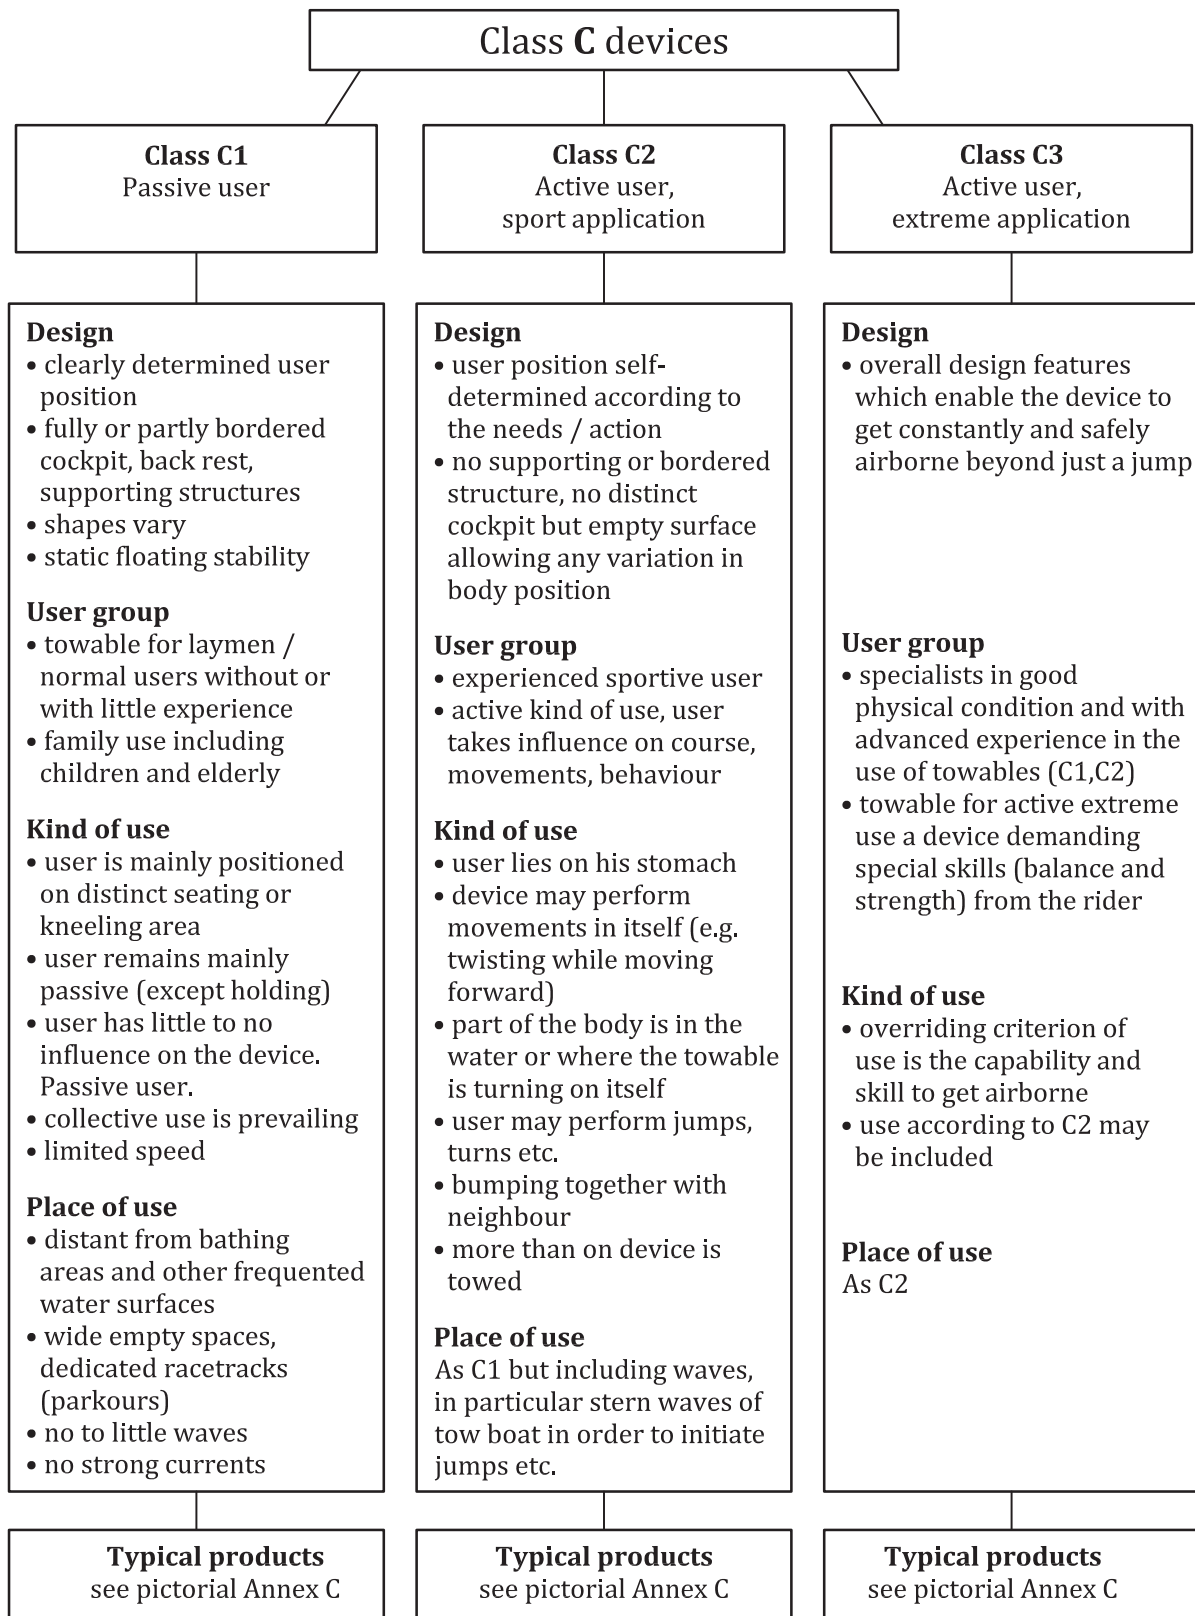 Class C devices
Class C1
Passive user
Class C2
Active user,
sport application
Class C3
Active user,
extreme application
Design
• clearly determined user
position
• fully or partly bordered
cockpit, back rest,
supporting structures
• shapes vary
• static floating stability
User group
• towable for laymen /
normal users without or
with little experience
• family use including
children and elderly
Kind of use
• user is mainly positioned
on distinct seating or
kneeling area
• user remains mainly
passive (except holding)
• user has little to no
influence on the device.
Passive user.
• collective use is prevailing
• limited speed
Place of use
• distant from bathing
areas and other frequented
water surfaces
• wide empty spaces,
dedicated racetracks
(parkours)
• no to little waves
• no strong currents
Design
• user position self-
determined according to
the needs / action
• no supporting or bordered
structure, no distinct
cockpit but empty surface
allowing any variation in
body position
User group
• experienced sportive user
• active kind of use, user
takes influence on course,
movements, behaviour
Kind of use
• user lies on his stomach
• device may perform
movements in itself (e.g.
twisting while moving
forward)
• part of the body is in the
water or where the towable
is turning on itself
• user may perform jumps,
turns etc.
• bumping together with
neighbour
• more than on device is
towed
Place of use
As C1 but including waves,
in particular stern waves of
tow boat in order to initiate
jumps etc.
Design
• overall design features
which enable the device to
get constantly and safely
airborne beyond just a jump
User group
• specialists in good
physical condition and with
advanced experience in the
use of towables (C1,C2)
• towable for active extreme
use a device demanding
special skills (balance and
strength) from the rider
Kind of use
• overriding criterion of
use is the capability and
skill to get airborne
• use according to C2 may
be included
Place of use
As C2
Typical products
see pictorial Annex C
Typical products
see pictorial Annex C
Typical products
see pictorial Annex C